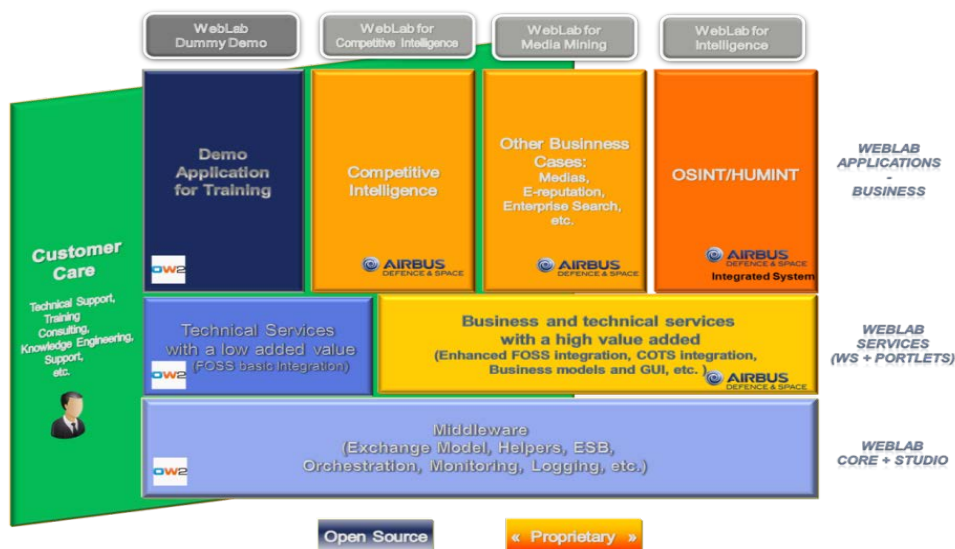 WebLab
Dummy Demo
WebLab for
Competitive Intelligence
WebLab for
Media Mining
WebLab for
Intelligence
Demo
Application
for Training
OW2
Competitive
Intelligence
AIRBUS
DEFENCE & SPACE
Other Businness
Cases:
Medias,
E-reputation,
Enterprise Search,
etc.
AIRBUS
DEFENCE & SPACE
OSINT/HUMINT
AIRBUS
DEFENCE & SPACE
Integrated System
WEBLAB
APPLICATIONS
-
BUSINESS
Customer
Care
Technical Support,
Training
Consulting,
Knowledge Engineering,
Support,
etc.
Technical Services
with a low added value
(FOSS basic Integration)
OW2
Business and technical services
with a high value added
(Enhanced FOSS integration, COTS integration,
Business models and GUI, etc. )
AIRBUS
DEFENCE & SPACE
WEBLAB
SERVICES
(WS + PORTLETS)
Middleware
(Exchange Model, Helpers, ESB,
Orchestration, Monitoring, Logging, etc.)
OW2
WEBLAB
CORE + STUDIO
Open Source
« Proprietary »